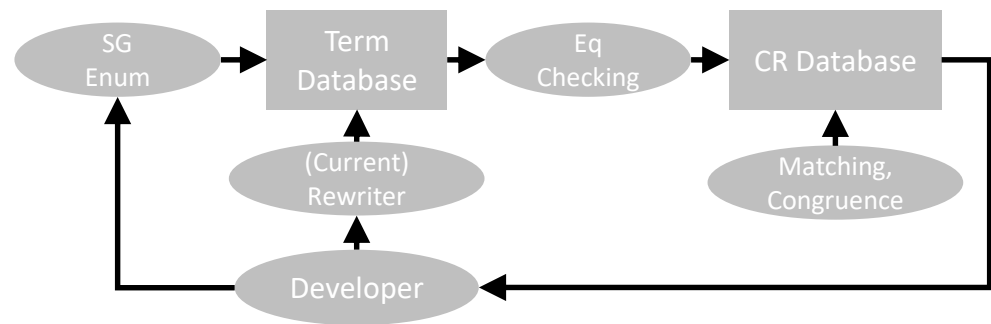 SG
Enum
Term
Database
Eq
Checking
CR Database
(Current)
Rewriter
Matching,
Congruence
Developer